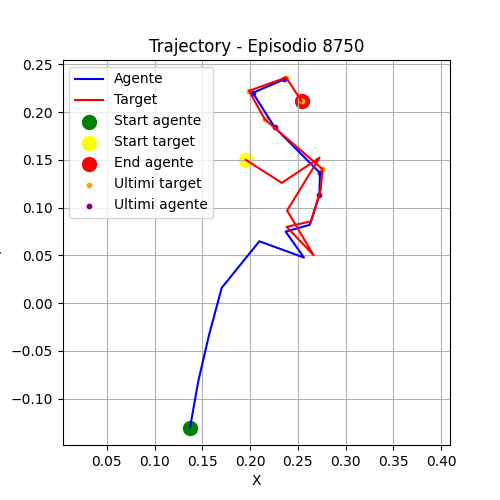 Trajectory - Episodio 8750
0.25
0.20
0.15
0.10
0.05
0.00
−0.05
−0.10
Agente
Target
Start agente
Start target
End agente
Ultimi target
Ultimi agente
0.05 0.10 0.15 0.20 0.25 0.30 0.35 0.40
X